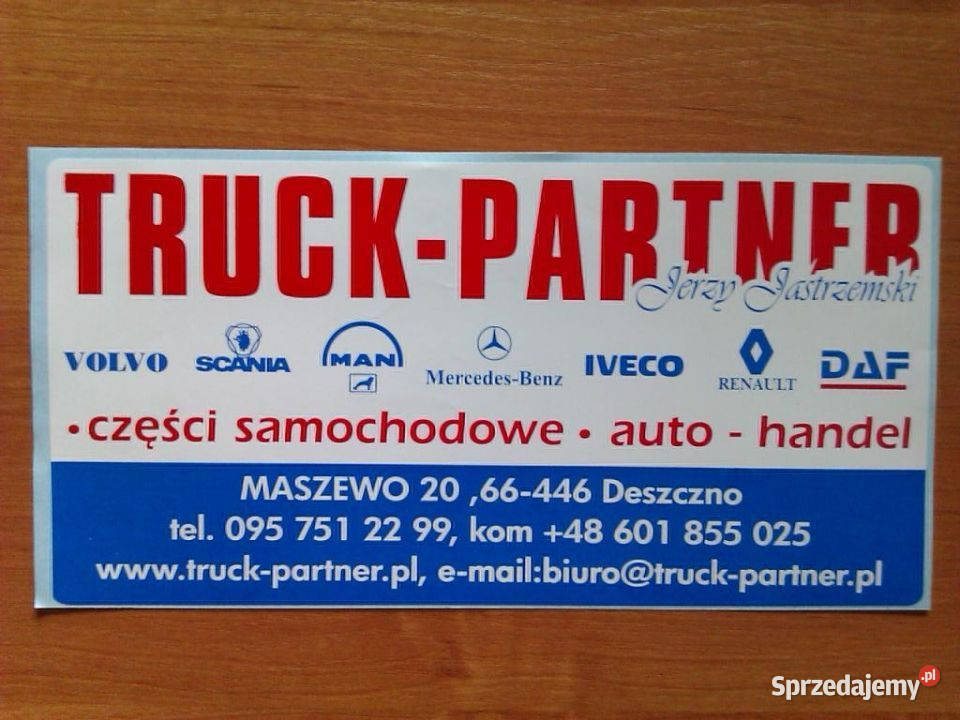 TRUCK-PARTNER
Jerzy Jastrzemski
VOLVO SCANIA MAN Mercedes-Benz IVECO RENAULT DAF
• części samochodowe • auto - handel
MASZEWO 20 ,66-446 Deszczno
tel. 095 751 22 99, kom +48 601 855 025
www.truck-partner.pl, e-mail:biuro@truck-partner.pl
Sprzedajemy.pl